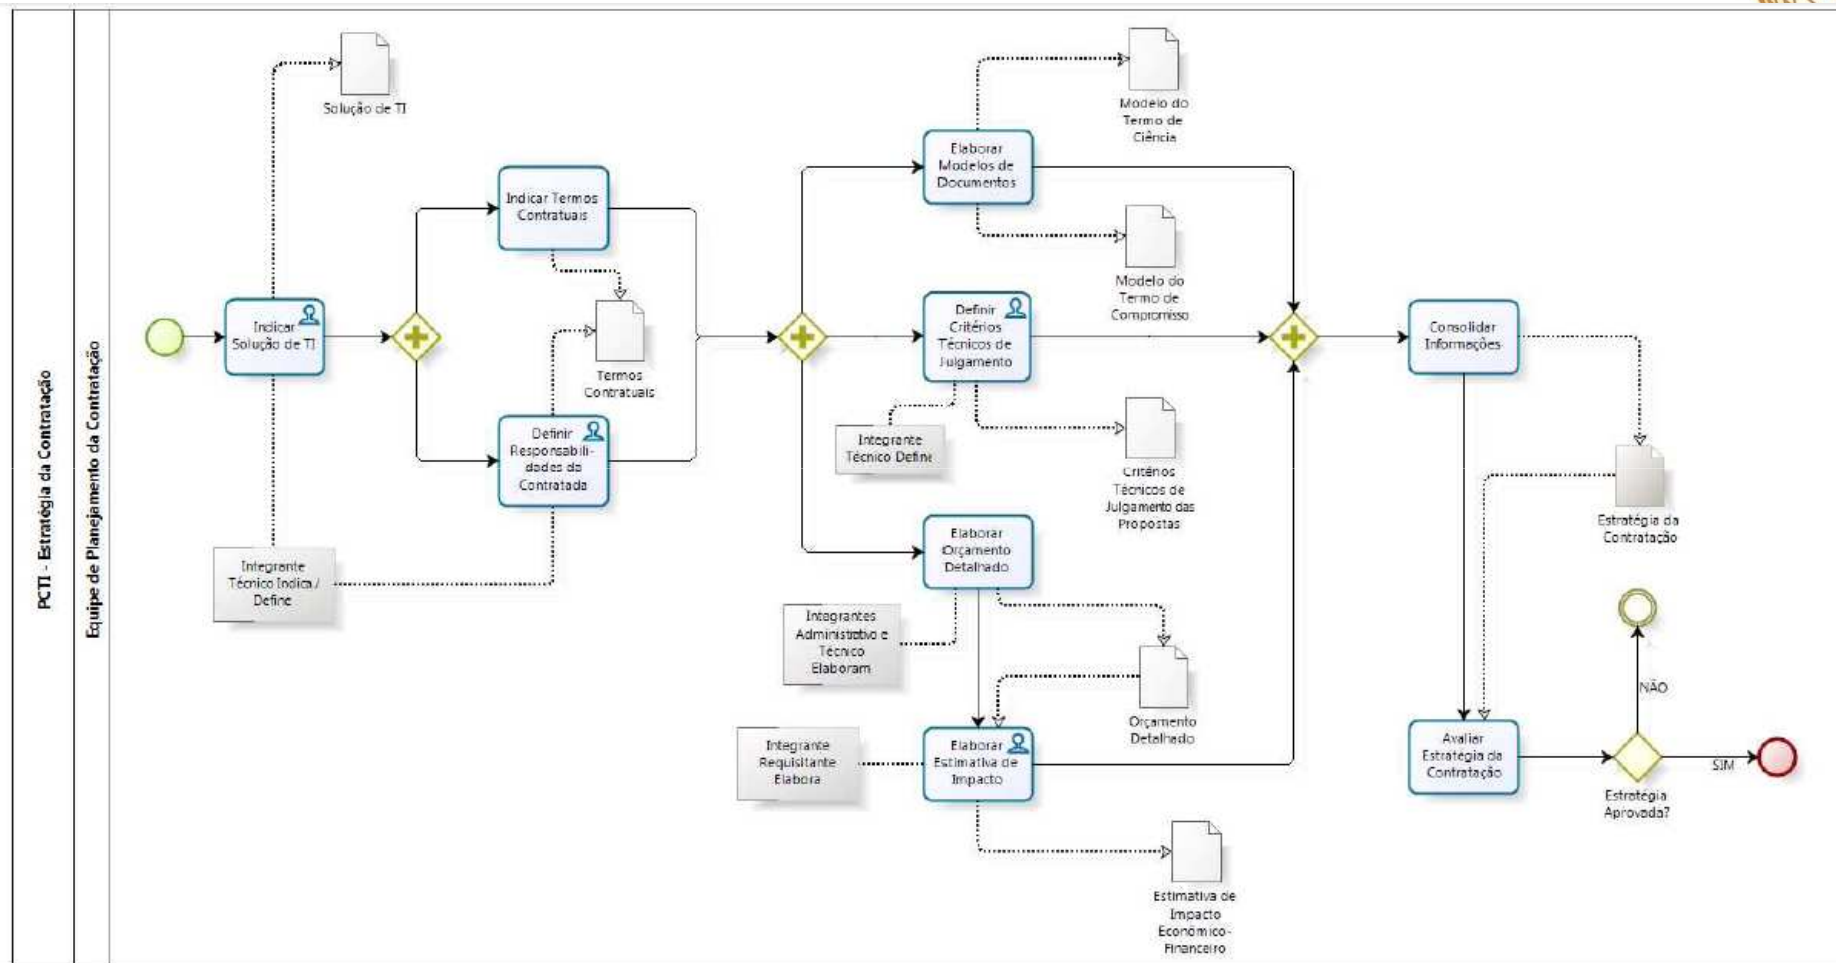 PCTI - Estratégia da Contratação
Equipe de Planejamento da Contratação
Solução de TI
Indicar
Solução de TI
Integrante
Técnico Indica /
Define
Indicar Termos
Contratuais
Termos
Contratuais
Definir
Responsabili-
dades da
Contratada
Elaborar
Modelos de
Documentos
Modelo do
Termo de
Ciência
Modelo do
Termo de
Compromisso
Definir
Critérios
Técnicos de
Julgamento
Integrante
Técnico Define
Critérios
Técnicos de
Julgamento das
Propostas
Elaborar
Orçamento
Detalhado
Integrantes
Administrativo e
Técnico
Elaboram
Orçamento
Detalhado
Integrante
Requisitante
Elabora
Elaborar
Estimativa de
Impacto
Estimativa de
Impacto
Econômico-
Financeiro
Consolidar
Informações
Estratégia da
Contratação
Avaliar
Estratégia da
Contratação
NÃO
SIM
Estratégia
Aprovada?